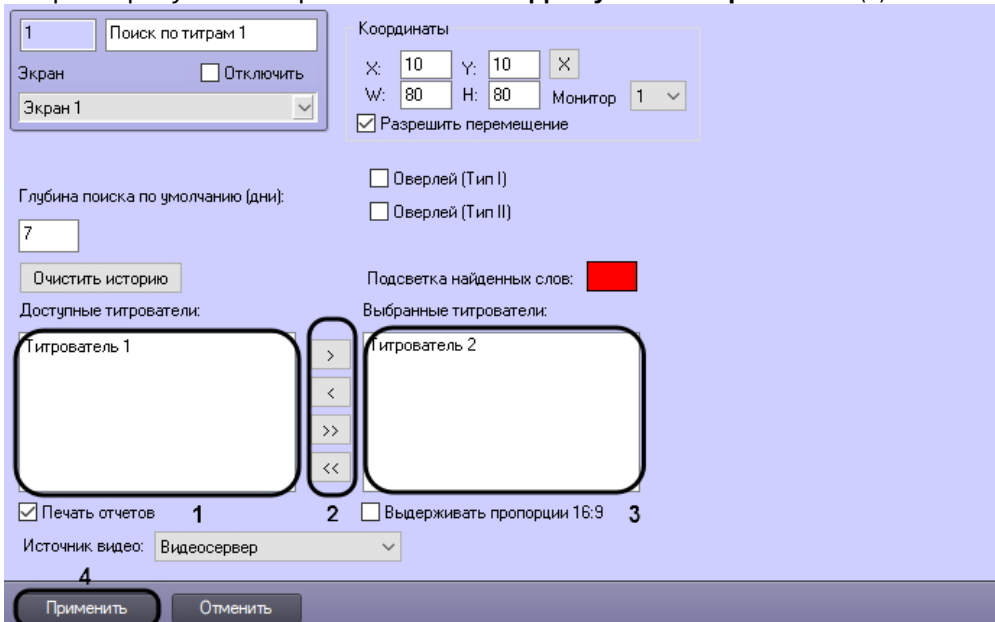 1 Поиск по титрам 1
Экран Отключить
Экран 1
Координаты
X: 10 Y: 10 X
W: 80 H: 80 Монитор 1
Разрешить перемещение
Оверлей (Тип I)
Оверлей (Тип II)
Глубина поиска по умолчанию (дни):
7
Очистить историю
Подсветка найденных слов:
Доступные титрователи:
Выбранные титрователи:
Титрователь 1
Титрователь 2
>
<
>>
<<
Печать отчетов 1 2
Выдерживать пропорции 16:9 3
Источник видео: Видеосервер
4
Применить Отменить